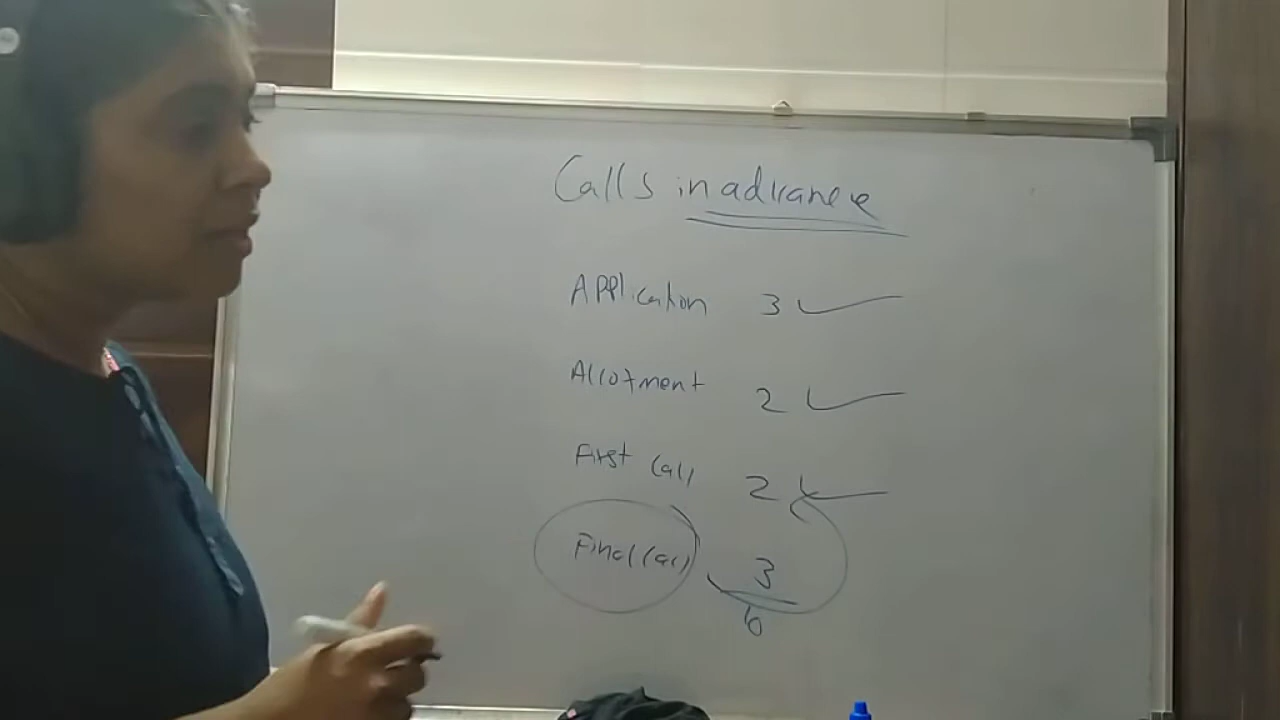 Calls in advance
Application 3
Allotment 2
First Call 2
Final Call 3
6